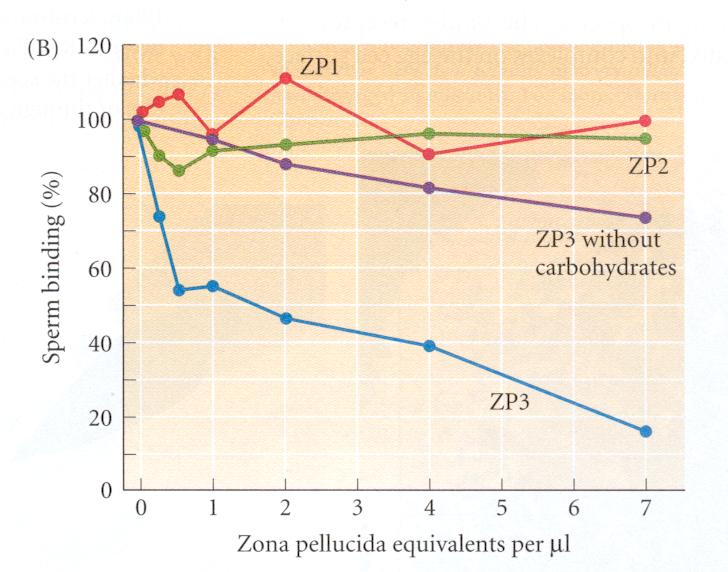 (B)
120
100
80
60
40
20
0
Sperm binding (%)
ZP1
ZP2
ZP3 without
carbohydrates
ZP3
0 1 2 3 4 5 6 7
Zona pellucida equivalents per µl